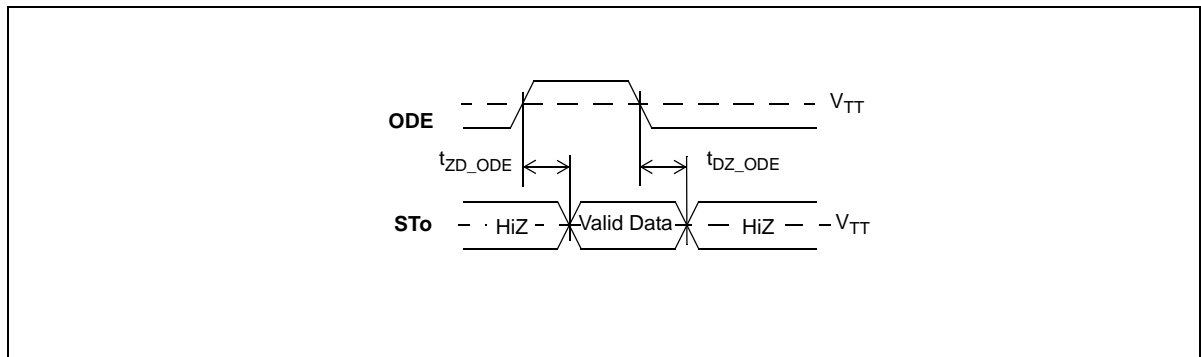 ODE
V_TT
t_ZD_ODE
t_DZ_ODE
STo
HiZ
Valid Data
HiZ
V_TT